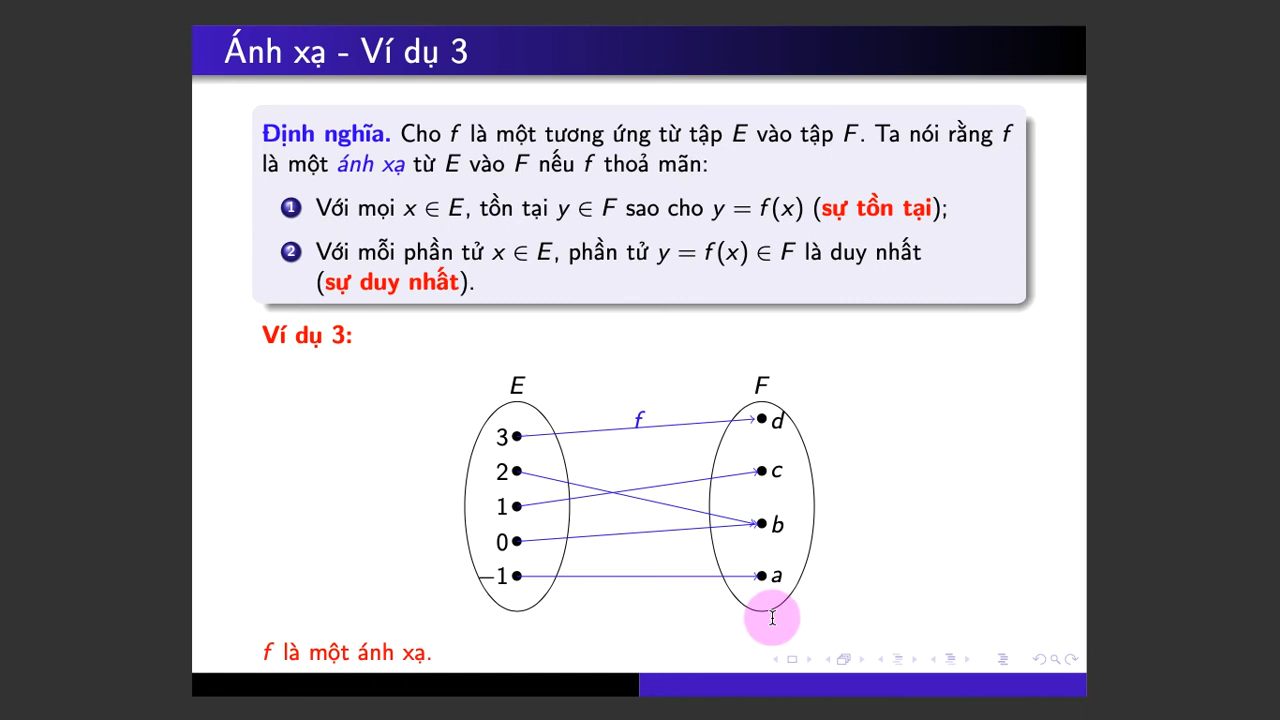 Ánh xạ - Ví dụ 3
Định nghĩa. Cho f là một tương ứng từ tập E vào tập F. Ta nói rằng f
là một ánh xạ từ E vào F nếu f thoả mãn:
1 Với mọi x ∈ E, tồn tại y ∈ F sao cho y = f(x) (sự tồn tại);
2 Với mỗi phần tử x ∈ E, phần tử y = f(x) ∈ F là duy nhất
(sự duy nhất).
Ví dụ 3:
E F
f
3 d
2 c
1
0 b
−1 a
f là một ánh xạ.